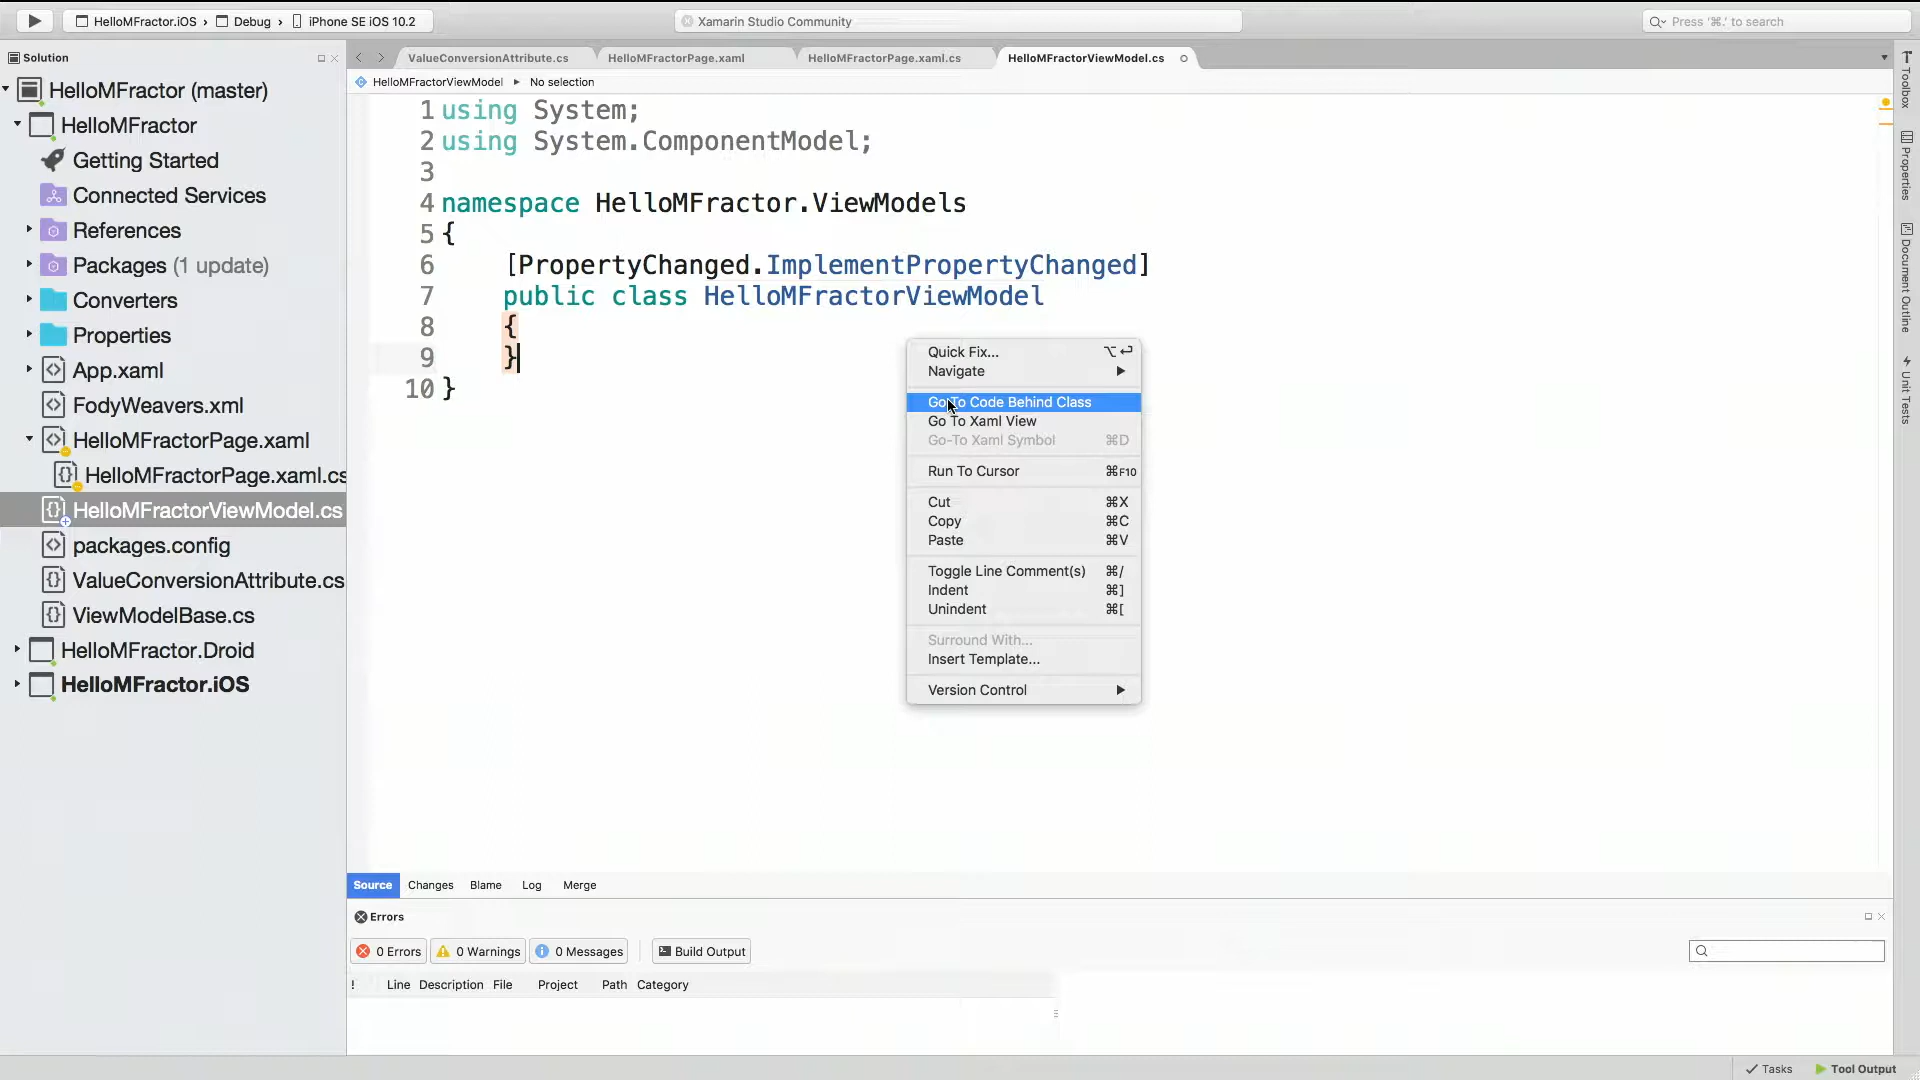 HelloMFractor.iOS
Debug
iPhone SE iOS 10.2
Xamarin Studio Community
Press '⌘.' to search
Solution
HelloMFractor (master)
HelloMFractor
Getting Started
Connected Services
References
Packages (1 update)
Converters
Properties
App.xaml
FodyWeavers.xml
HelloMFractorPage.xaml
HelloMFractorPage.xaml.cs
HelloMFractorViewModel.cs
packages.config
ValueConversionAttribute.cs
ViewModelBase.cs
HelloMFractor.Droid
HelloMFractor.iOS
ValueConversionAttribute.cs
HelloMFractorPage.xaml
HelloMFractorPage.xaml.cs
HelloMFractorViewModel.cs
HelloMFractorViewModel
No selection
1 using System;
2 using System.ComponentModel;
3
4 namespace HelloMFractor.ViewModels
5 {
6 [PropertyChanged.ImplementPropertyChanged]
7 public class HelloMFractorViewModel
8 {
9 }
10 }
Quick Fix... ⌥↩
Navigate
Go To Code Behind Class
Go To Xaml View
Go-To Xaml Symbol ⌘D
Run To Cursor ⌘F10
Cut ⌘X
Copy ⌘C
Paste ⌘V
Toggle Line Comment(s) ⌘/
Indent ⌘]
Unindent ⌘[
Surround With...
Insert Template...
Version Control
Toolbox
Properties
Document Outline
Unit Tests
Source
Changes
Blame
Log
Merge
Errors
0 Errors
0 Warnings
0 Messages
Build Output
! Line Description File Project Path Category
Tasks
Tool Output